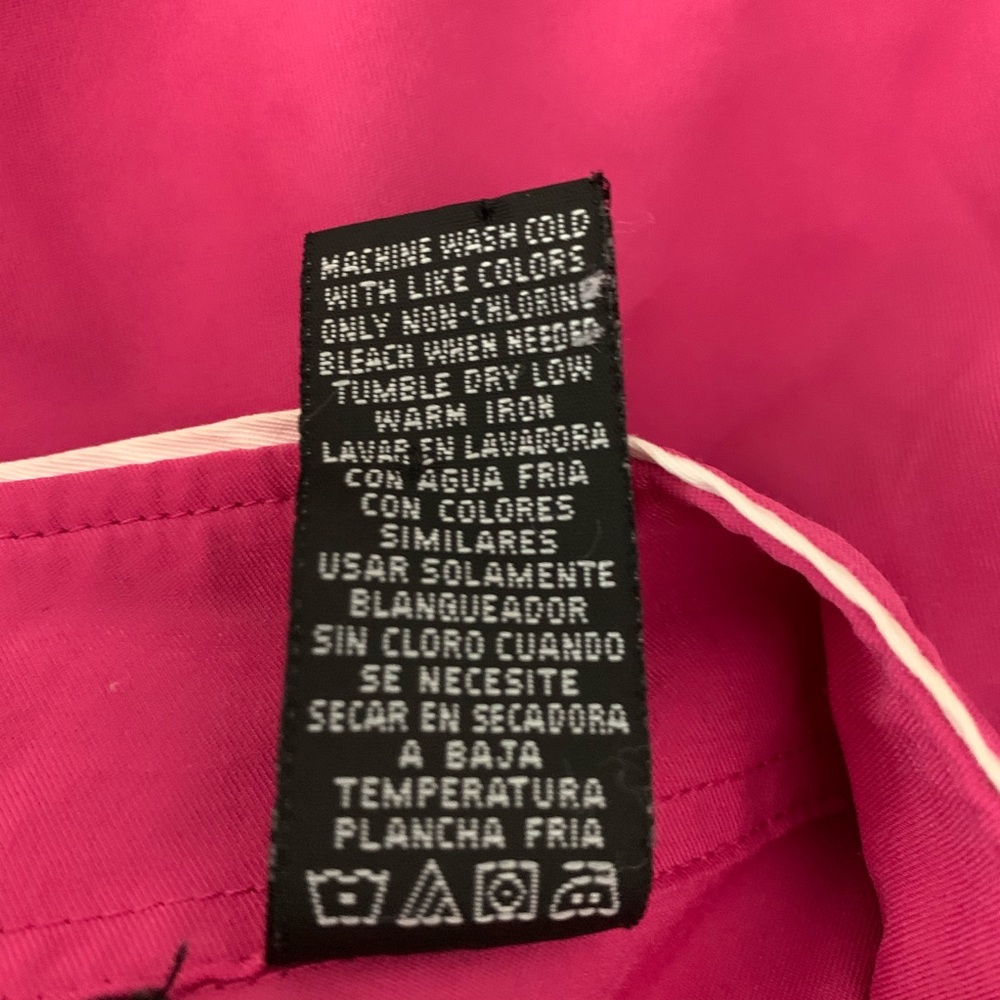 MACHINE WASH COLD
WITH LIKE COLORS
ONLY NON-CHLORINE
BLEACH WHEN NEEDED
TUMBLE DRY LOW
WARM IRON
LAVAR EN LAVADORA
CON AGUA FRIA
CON COLORES
SIMILARES
USAR SOLAMENTE
BLANQUEADOR
SIN CLORO CUANDO
SE NECESITE
SECAR EN SECADORA
A BAJA
TEMPERATURA
PLANCHA FRIA